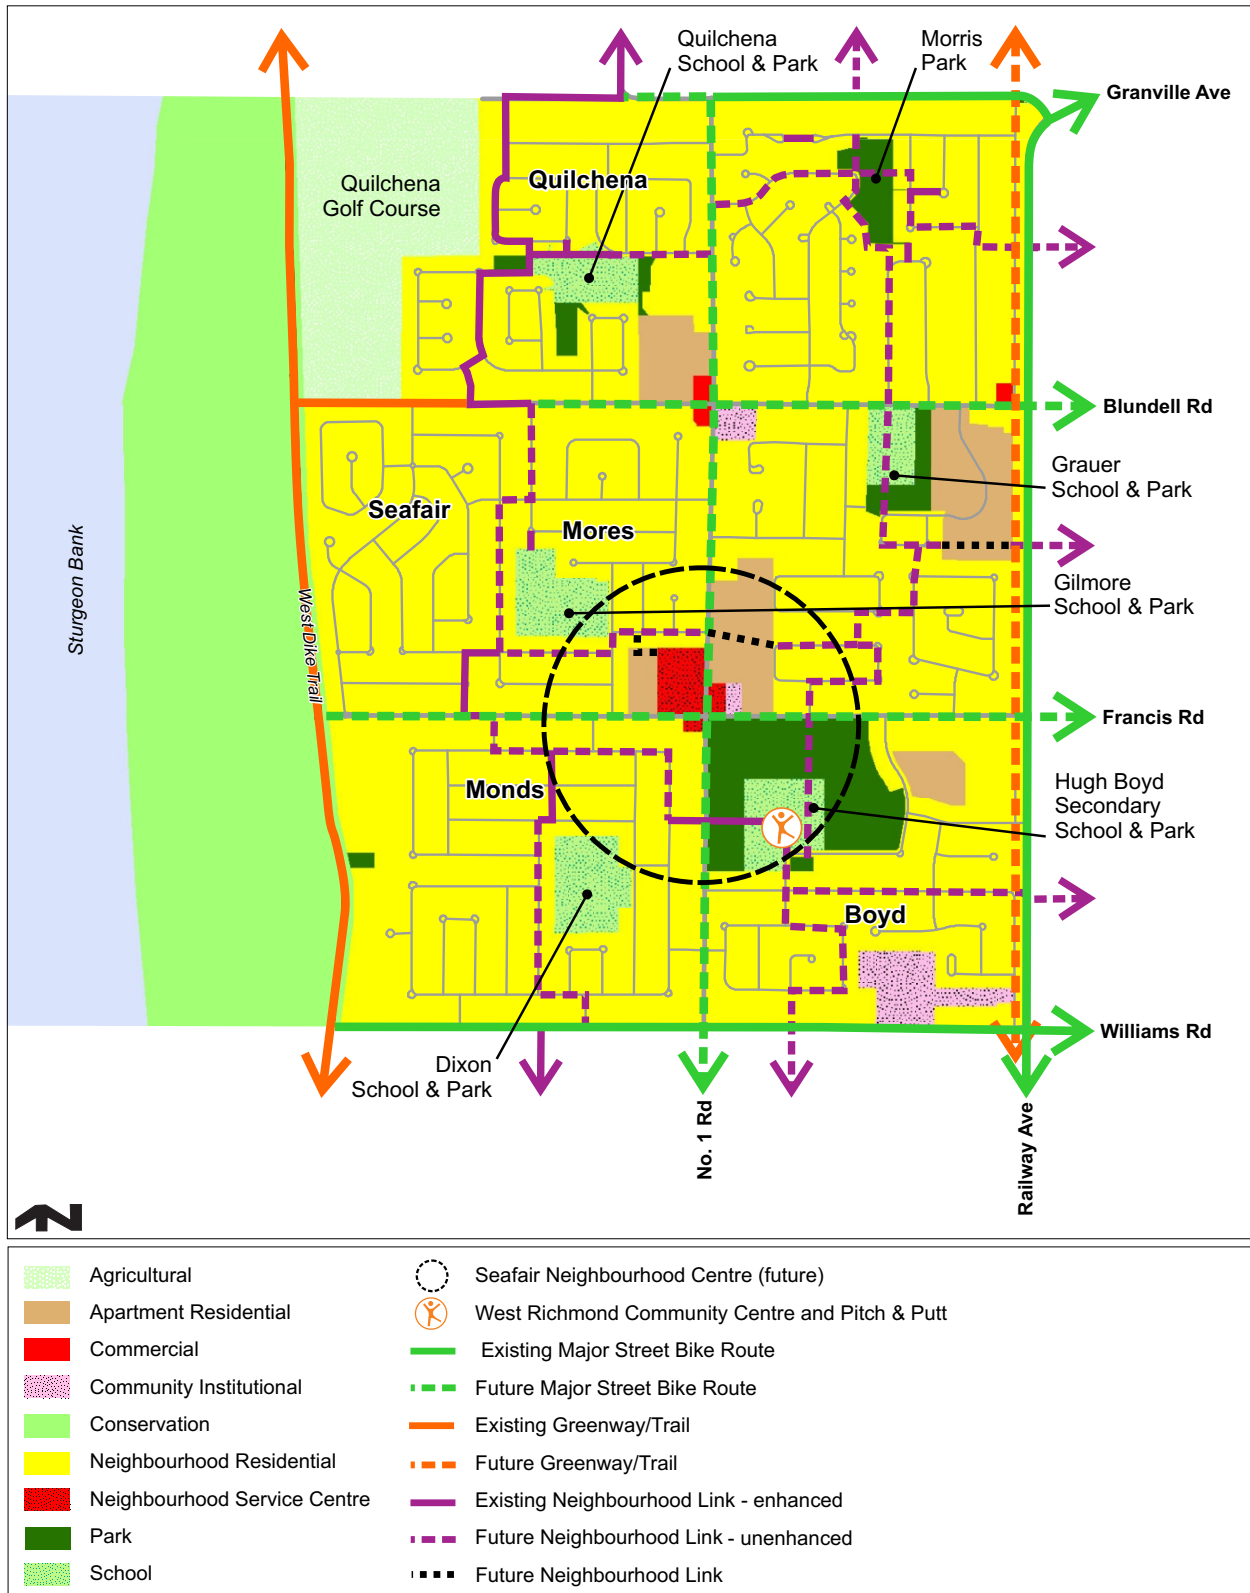 Quilchena
School & Park
Morris
Park
Granville Ave
Quilchena
Golf Course
Quilchena
Blundell Rd
Grauer
School & Park
Seafair
Mores
Sturgeon Bank
West Dike Trail
Gilmore
School & Park
Francis Rd
Monds
Hugh Boyd
Secondary
School & Park
Boyd
Williams Rd
Dixon
School & Park
No. 1 Rd
Railway Ave
N
Agricultural
Apartment Residential
Commercial
Community Institutional
Conservation
Neighbourhood Residential
Neighbourhood Service Centre
Park
School
Seafair Neighbourhood Centre (future)
West Richmond Community Centre and Pitch & Putt
Existing Major Street Bike Route
Future Major Street Bike Route
Existing Greenway/Trail
Future Greenway/Trail
Existing Neighbourhood Link - enhanced
Future Neighbourhood Link - unenhanced
Future Neighbourhood Link